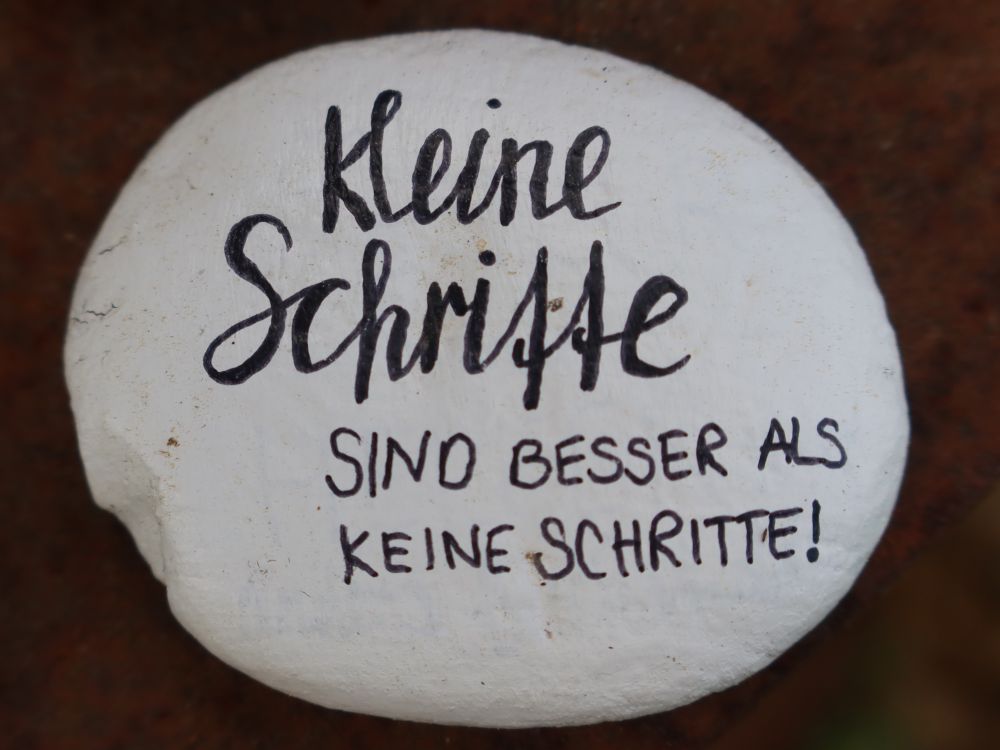 Kleine
Schritte
SIND BESSER ALS
KEINE SCHRITTE!